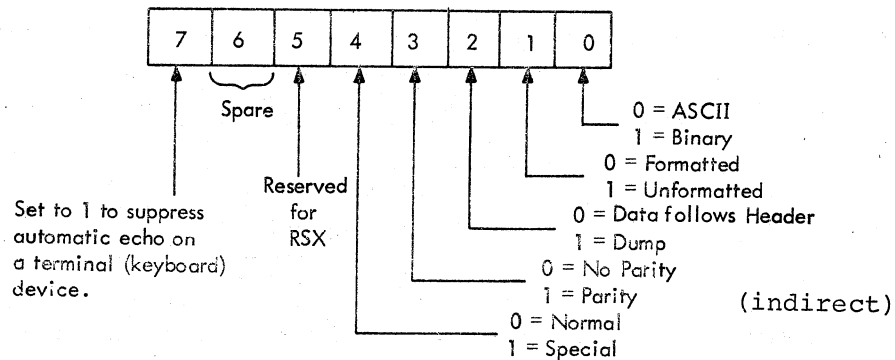 7 6 5 4 3 2 1 0
Spare
0 = ASCII
1 = Binary
0 = Formatted
1 = Unformatted
Reserved
for
RSX
Set to 1 to suppress
automatic echo on
a terminal (keyboard)
device.
0 = Data follows Header
1 = Dump
0 = No Parity
1 = Parity
(indirect)
0 = Normal
1 = Special